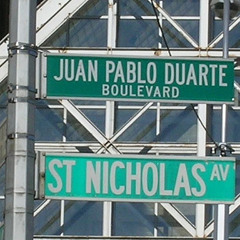 JUAN PABLO DUARTE
BOULEVARD
ST NICHOLAS AV